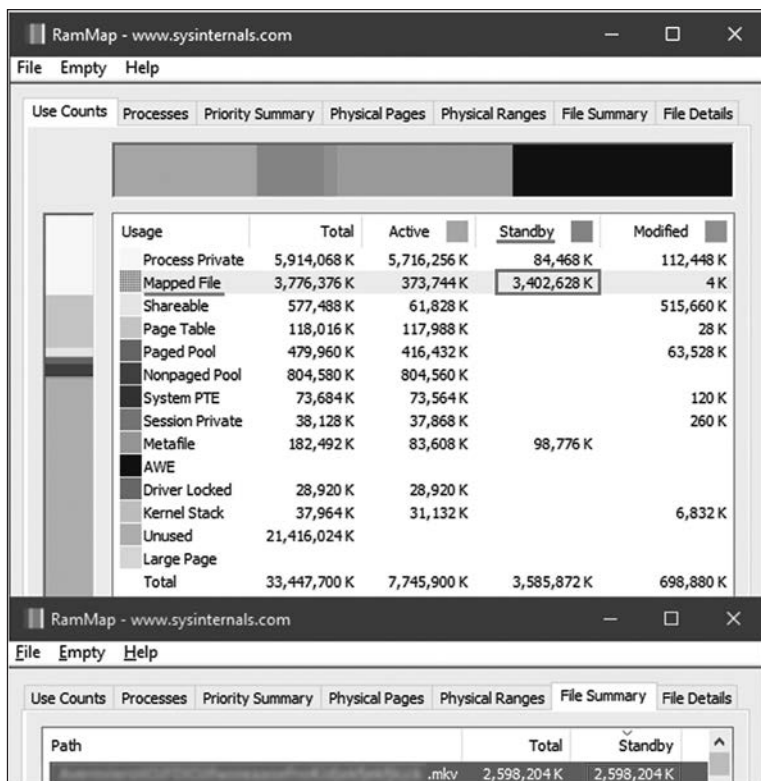 RamMap - www.sysinternals.com
File Empty Help
Use Counts Processes Priority Summary Physical Pages Physical Ranges File Summary File Details
Usage Total Active Standby Modified
Process Private 5,914,068 K 5,716,256 K 84,468 K 112,448 K
Mapped File 3,776,376 K 373,744 K 3,402,628 K 4 K
Shareable 577,488 K 61,828 K 515,660 K
Page Table 118,016 K 117,988 K 28 K
Paged Pool 479,960 K 416,432 K 63,528 K
Nonpaged Pool 804,580 K 804,560 K
System PTE 73,684 K 73,564 K 120 K
Session Private 38,128 K 37,868 K 260 K
Metafile 182,492 K 83,608 K 98,776 K
AWE
Driver Locked 28,920 K 28,920 K
Kernel Stack 37,964 K 31,132 K 6,832 K
Unused 21,416,024 K
Large Page
Total 33,447,700 K 7,745,900 K 3,585,872 K 698,880 K
RamMap - www.sysinternals.com
File Empty Help
Use Counts Processes Priority Summary Physical Pages Physical Ranges File Summary File Details
Path Total Standby
.mkv 2,598,204 K 2,598,204 K